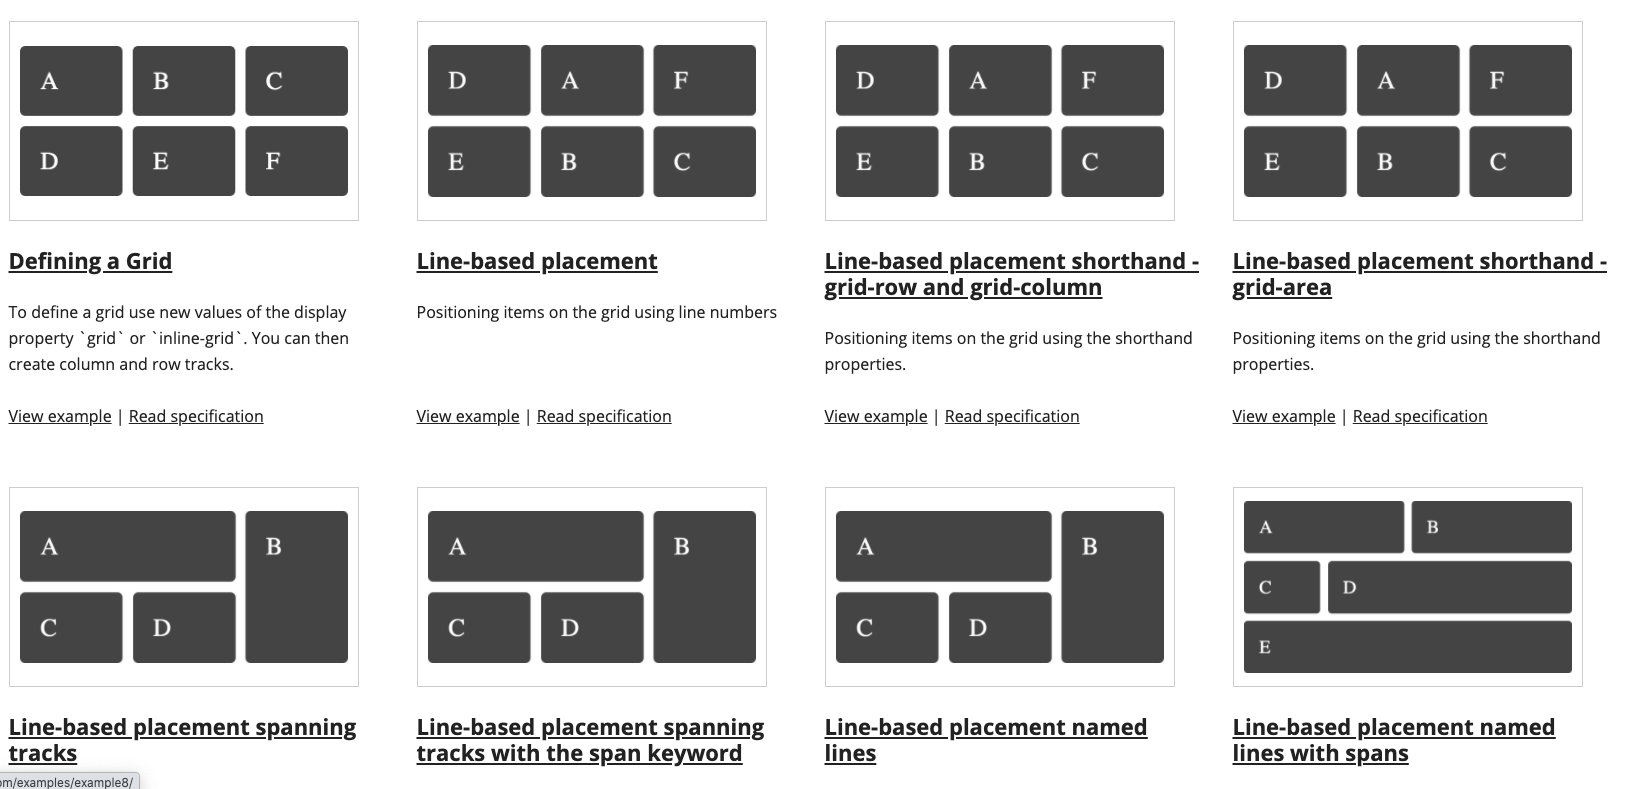 A B C
D E F
Defining a Grid
To define a grid use new values of the display
property `grid` or `inline-grid`. You can then
create column and row tracks.
View example | Read specification
D A F
E B C
Line-based placement
Positioning items on the grid using line numbers
View example | Read specification
D A F
E B C
Line-based placement shorthand -
grid-row and grid-column
Positioning items on the grid using the shorthand
properties.
View example | Read specification
D A F
E B C
Line-based placement shorthand -
grid-area
Positioning items on the grid using the shorthand
properties.
View example | Read specification
A B
C D
Line-based placement spanning
tracks
A B
C D
Line-based placement spanning
tracks with the span keyword
A B
C D
Line-based placement named
lines
A B
C D
E
Line-based placement named
lines with spans
om/examples/example8/